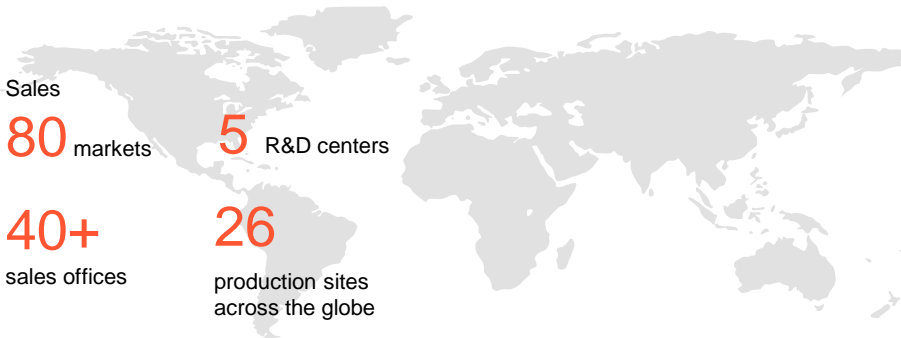 Sales
80 markets
5 R&D centers
40+
sales offices
26
production sites
across the globe